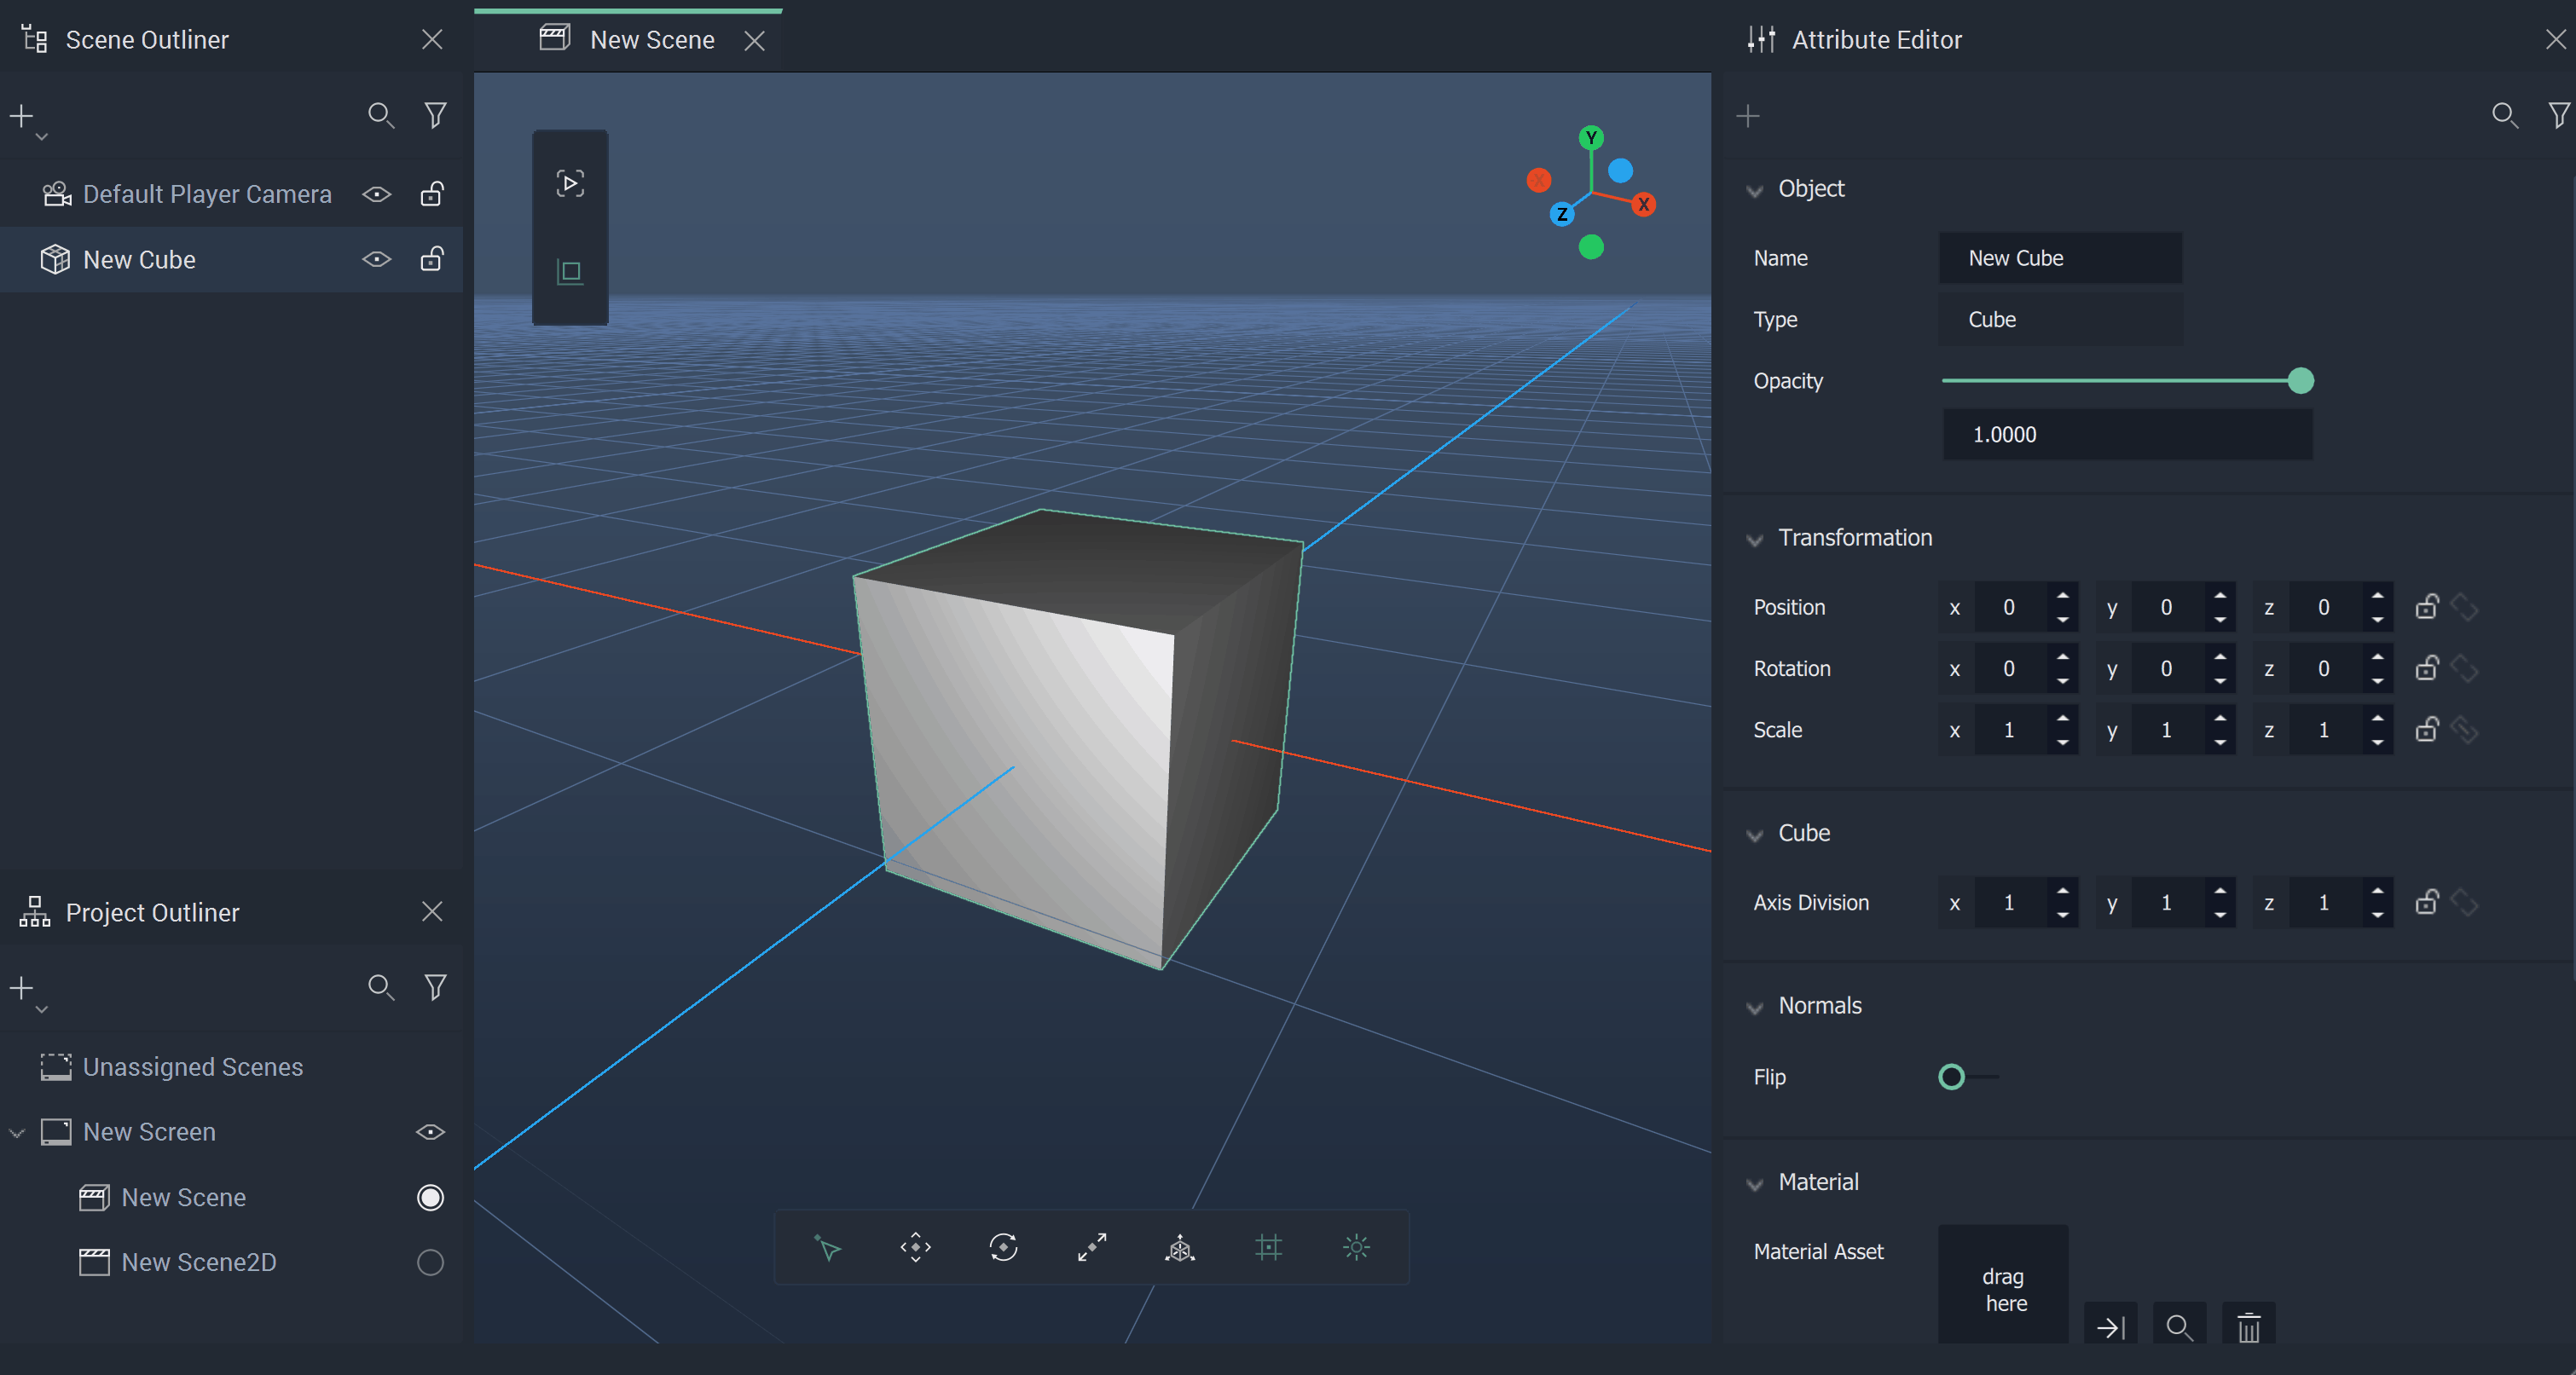 Scene Outliner
Default Player Camera
New Cube
Project Outliner
Unassigned Scenes
New Screen
New Scene
New Scene2D
New Scene
Y
X
X
Z
Attribute Editor
Object
Name New Cube
Type Cube
Opacity
1.0000
Transformation
Position x 0 y 0 z 0
Rotation x 0 y 0 z 0
Scale x 1 y 1 z 1
Cube
Axis Division x 1 y 1 z 1
Normals
Flip
Material
Material Asset
drag
here